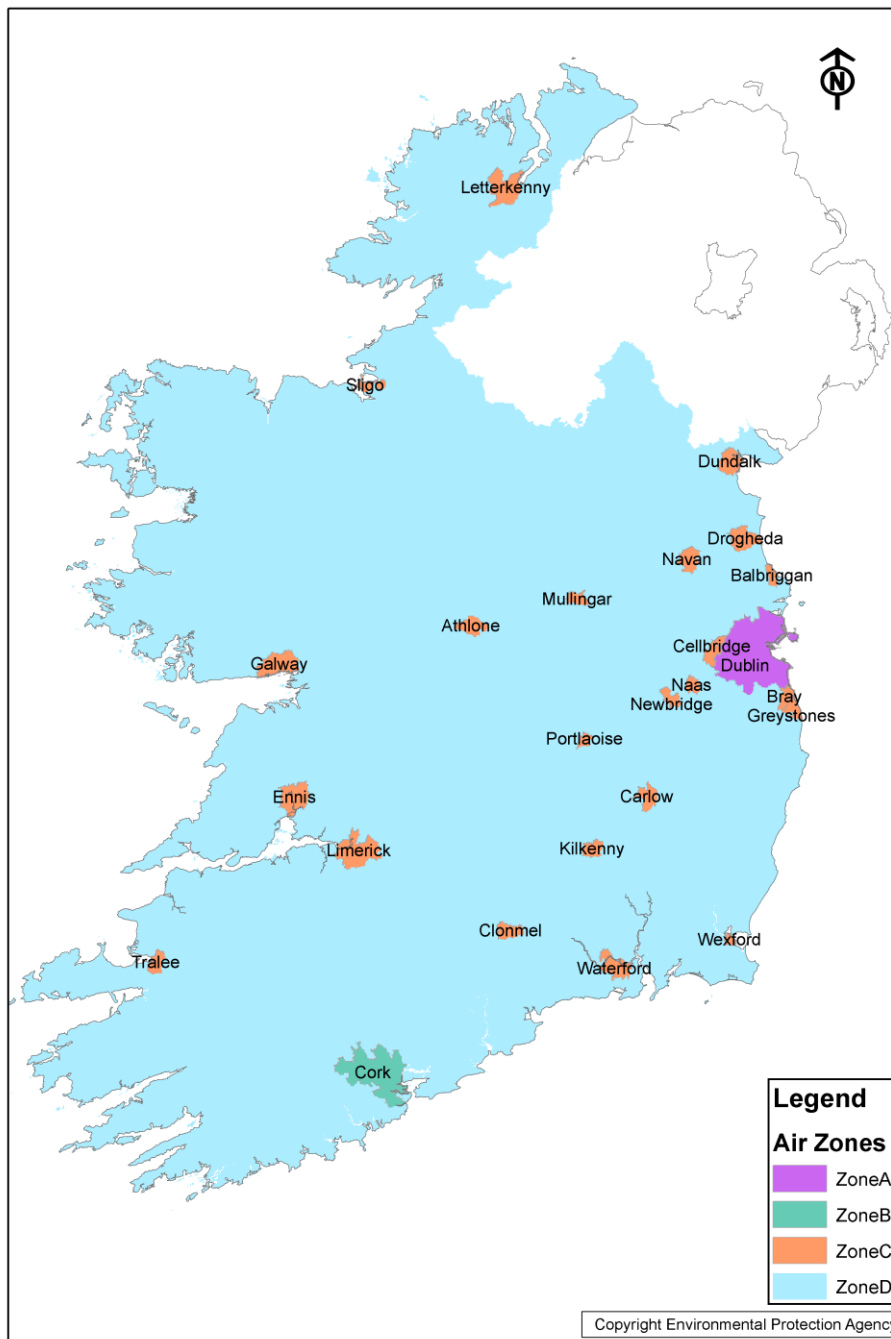 N
Letterkenny
Sligo
Dundalk
Drogheda
Navan
Balbriggan
Mullingar
Athlone
Cellbridge
Dublin
Galway
Naas
Newbridge
Bray
Greystones
Portlaoise
Ennis
Carlow
Limerick
Kilkenny
Clonmel
Wexford
Tralee
Waterford
Cork
Legend
Air Zones
ZoneA
ZoneB
ZoneC
ZoneD
Copyright Environmental Protection Agency